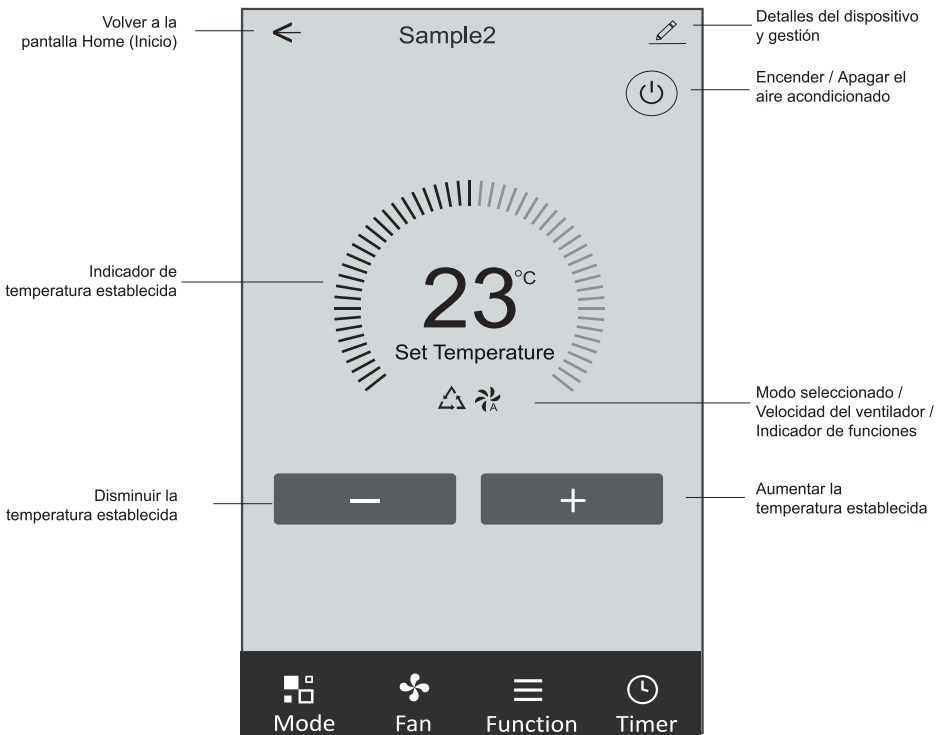 Volver a la
pantalla Home (Inicio)
Sample2
Detalles del dispositivo
y gestión
Encender / Apagar el
aire acondicionado
Indicador de
temperatura establecida
23°C
Set Temperature
A
Modo seleccionado /
Velocidad del ventilador /
Indicador de funciones
Disminuir la
temperatura establecida
Aumentar la
temperatura establecida
Mode
Fan
Function
Timer